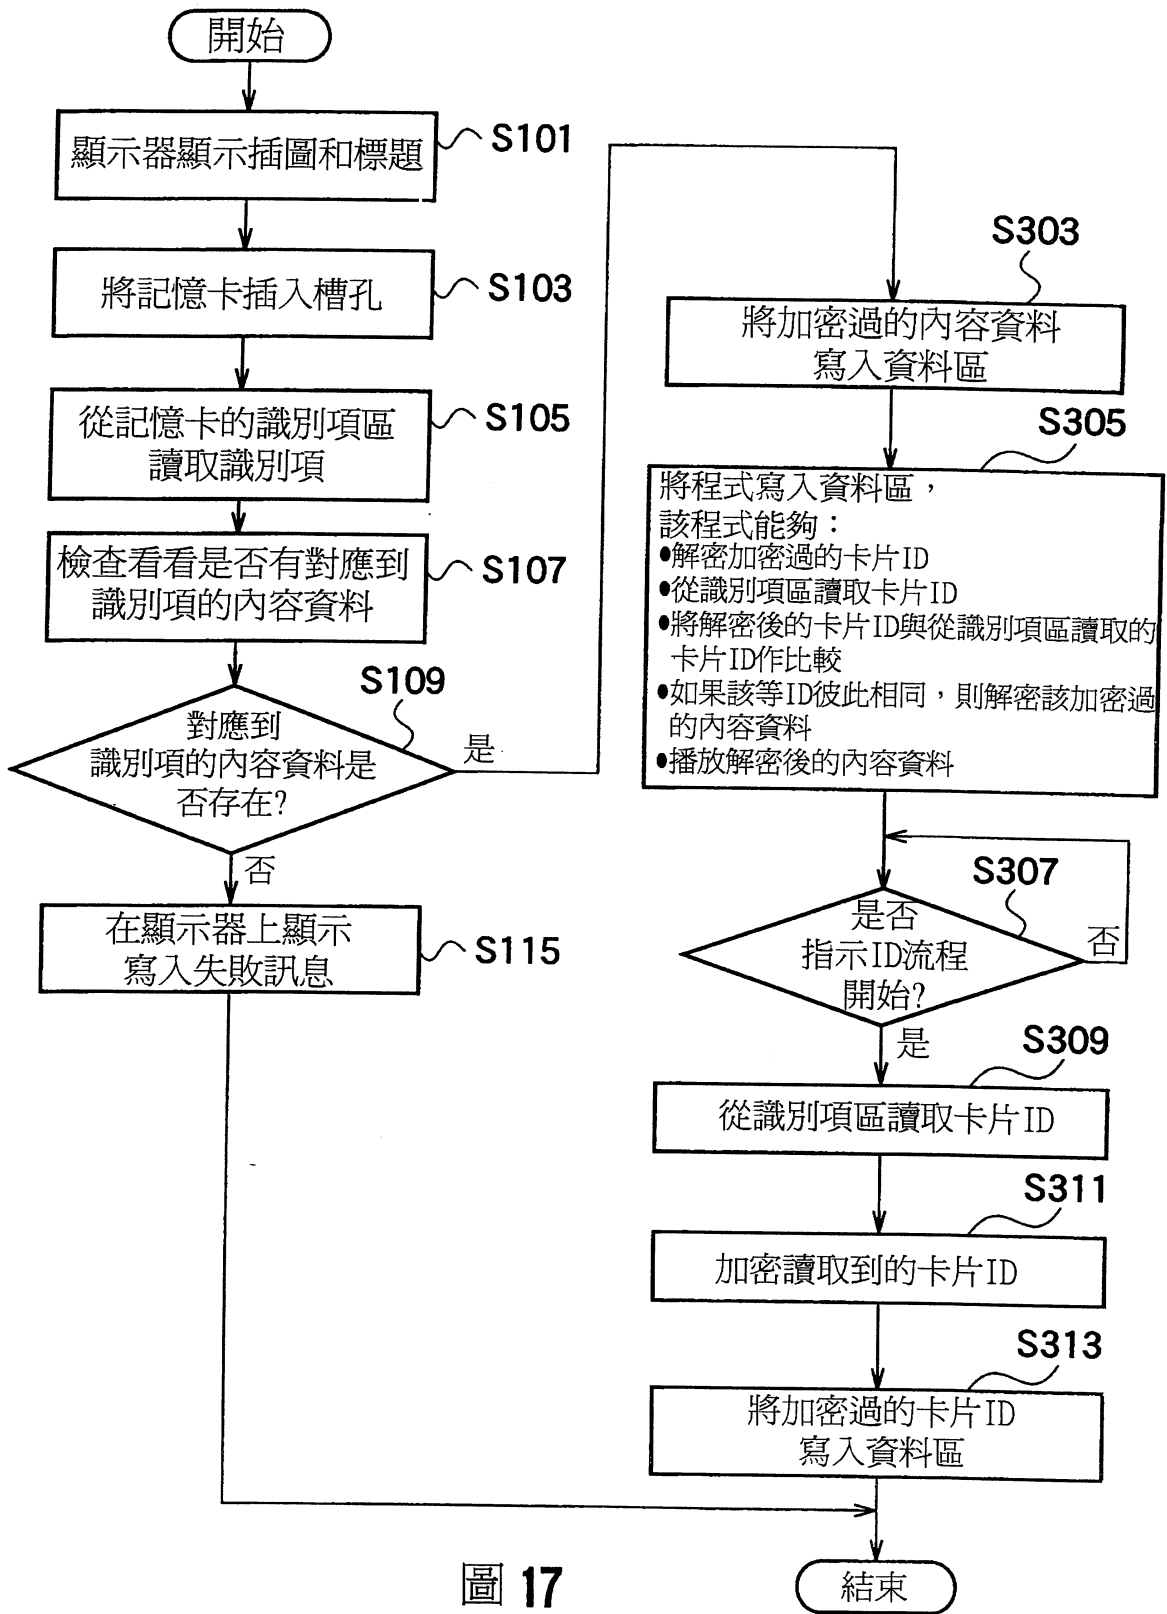 開始
顯示器顯示插圖和標題
S101
將記憶卡插入槽孔
S103
從記憶卡的識別項區
讀取識別項
S105
檢查看看是否有對應到
識別項的內容資料
S107
S109
對應到
識別項的內容資料是
否存在?
是
否
在顯示器上顯示
寫入失敗訊息
S115
S303
將加密過的內容資料
寫入資料區
S305
將程式寫入資料區，
該程式能夠：
●解密加密過的卡片ID
●從識別項區讀取卡片ID
●將解密後的卡片ID與從識別項區讀取的
卡片ID作比較
●如果該等ID彼此相同，則解密該加密過
的內容資料
●播放解密後的內容資料
S307
是否
指示ID流程
開始?
否
是
S309
從識別項區讀取卡片ID
S311
加密讀取到的卡片ID
S313
將加密過的卡片ID
寫入資料區
結束
圖 17